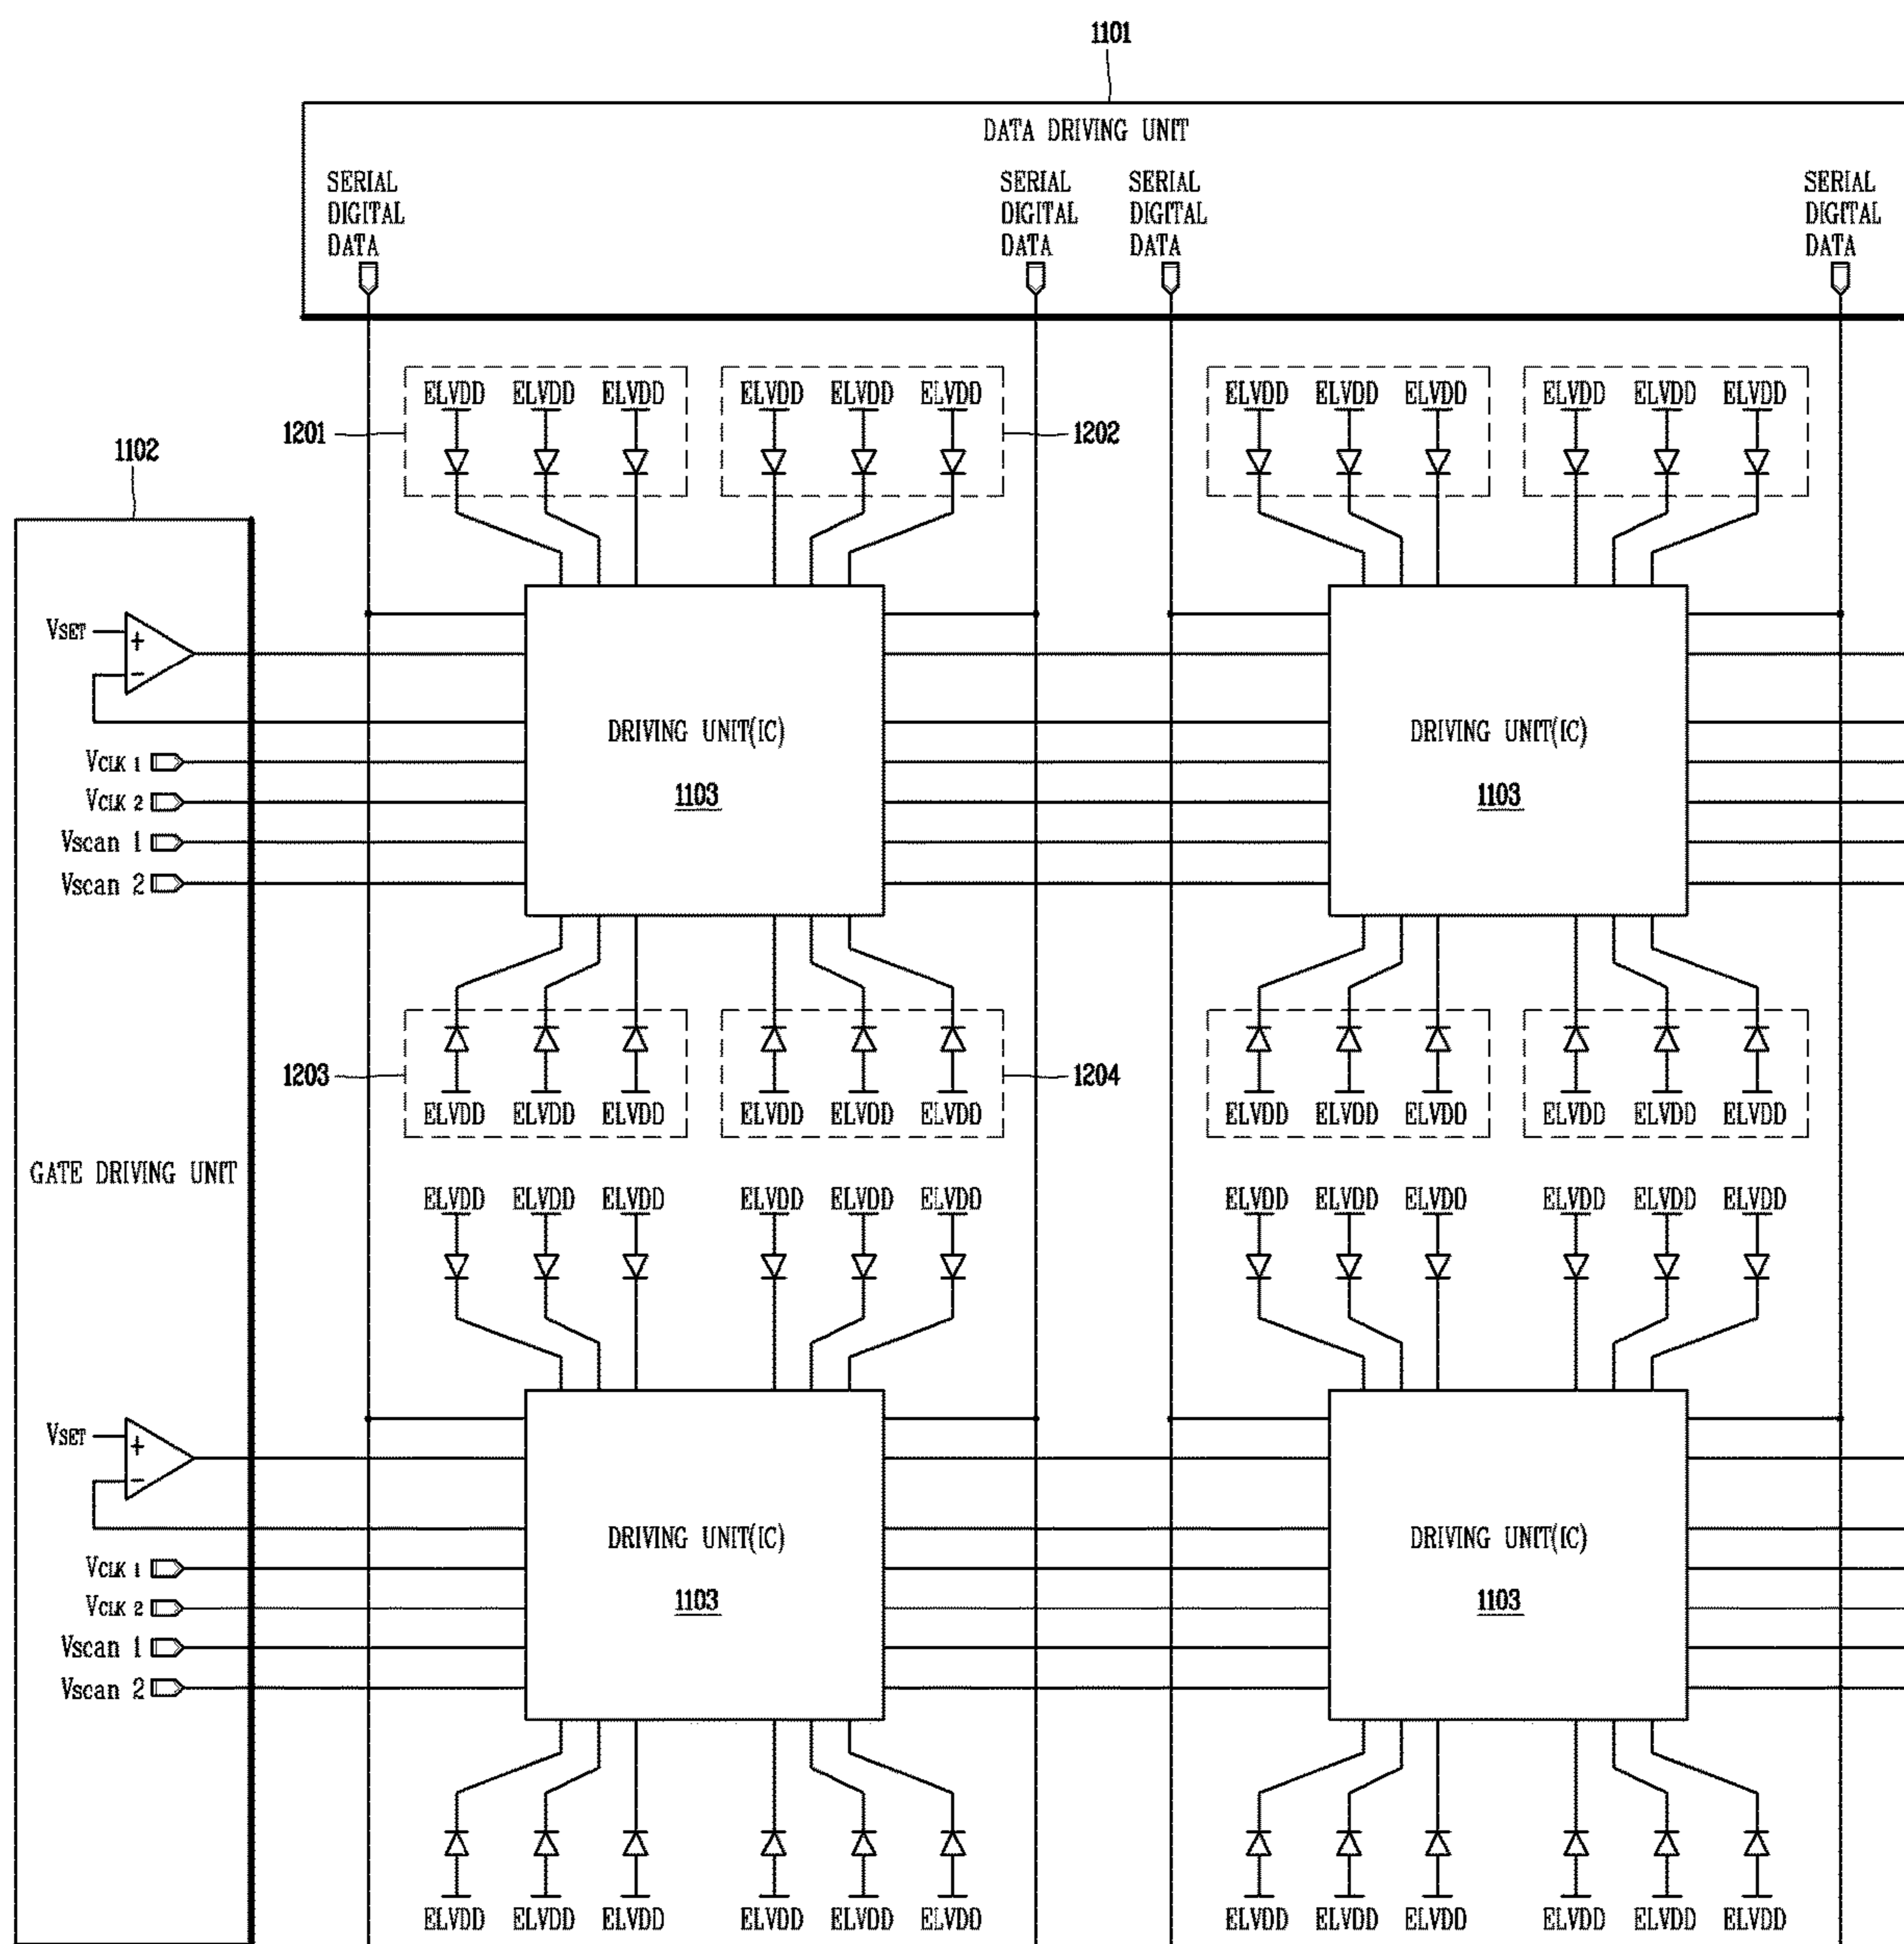 1101
DATA DRIVING UNIT
SERIAL DIGITAL DATA
SERIAL DIGITAL DATA
SERIAL DIGITAL DATA
SERIAL DIGITAL DATA
ELVDD ELVDD ELVDD ELVDD ELVDD ELVDD ELVDD ELVDD ELVDD ELVDD ELVDD ELVDD
1201
1202
1102
VSET
+
-
DRIVING UNIT(IC)
1103
DRIVING UNIT(IC)
1103
VCLK 1
VCLK 2
Vscan 1
Vscan 2
1203
1204
ELVDD ELVDD ELVDD ELVDD ELVDD ELVDD ELVDD ELVDD ELVDD ELVDD ELVDD ELVDD
GATE DRIVING UNIT
ELVDD ELVDD ELVDD ELVDD ELVDD ELVDD ELVDD ELVDD ELVDD ELVDD ELVDD ELVDD
VSET
+
-
DRIVING UNIT(IC)
1103
DRIVING UNIT(IC)
1103
VCLK 1
VCLK 2
Vscan 1
Vscan 2
ELVDD ELVDD ELVDD ELVDD ELVDD ELVDD ELVDD ELVDD ELVDD ELVDD ELVDD ELVDD